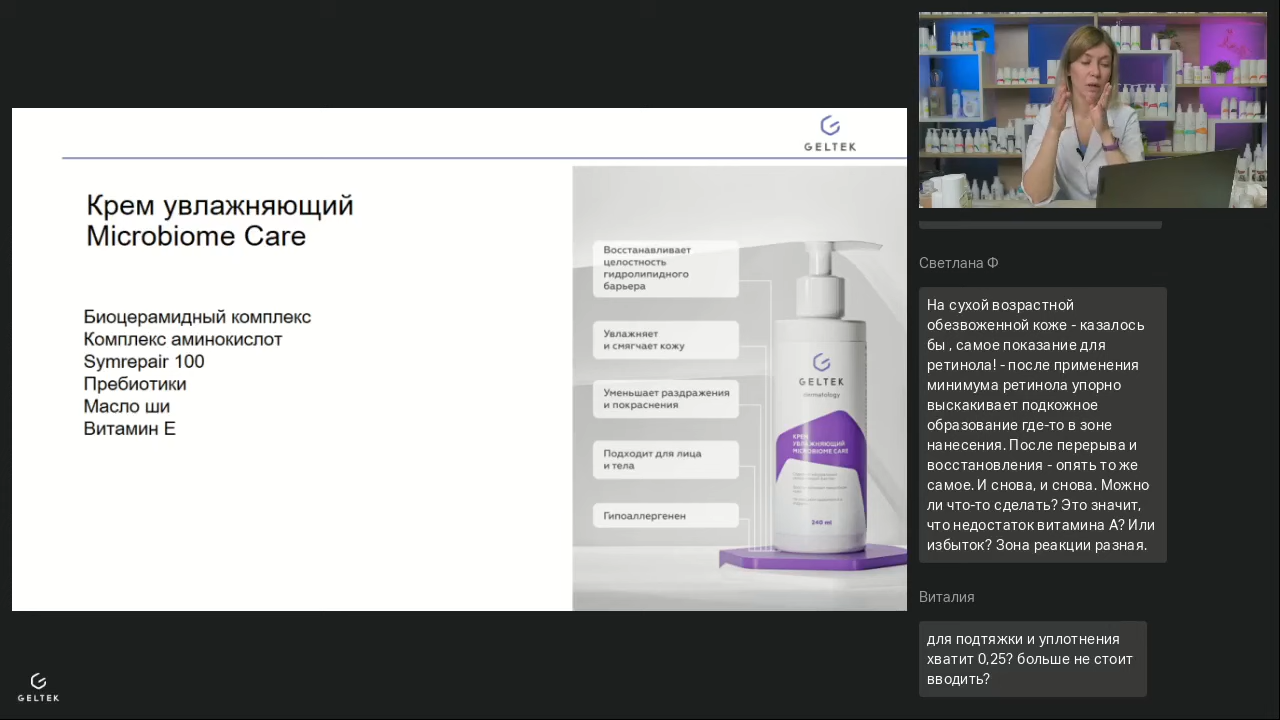 GELTEK
Крем увлажняющий
Microbiome Care
Биоцерамидный комплекс
Комплекс аминокислот
Symrepair 100
Пребиотики
Масло ши
Витамин Е
Восстанавливает
целостность
гидролипидного
барьера
Увлажняет
и смягчает кожу
Уменьшает раздражения
и покраснения
Подходит для лица
и тела
Гипоаллергенен
GELTEK
dermatology
КРЕМ
УВЛАЖНЯЮЩИЙ
MICROBIOME CARE
240 ml
GELTEK
Светлана Ф
На сухой возрастной
обезвоженной коже - казалось
бы , самое показание для
ретинола! - после применения
минимума ретинола упорно
выскакивает подкожное
образование где-то в зоне
нанесения. После перерыва и
восстановления - опять то же
самое. И снова, и снова. Можно
ли что-то сделать? Это значит,
что недостаток витамина А? Или
избыток? Зона реакции разная.
Виталия
для подтяжки и уплотнения
хватит 0,25? больше не стоит
вводить?